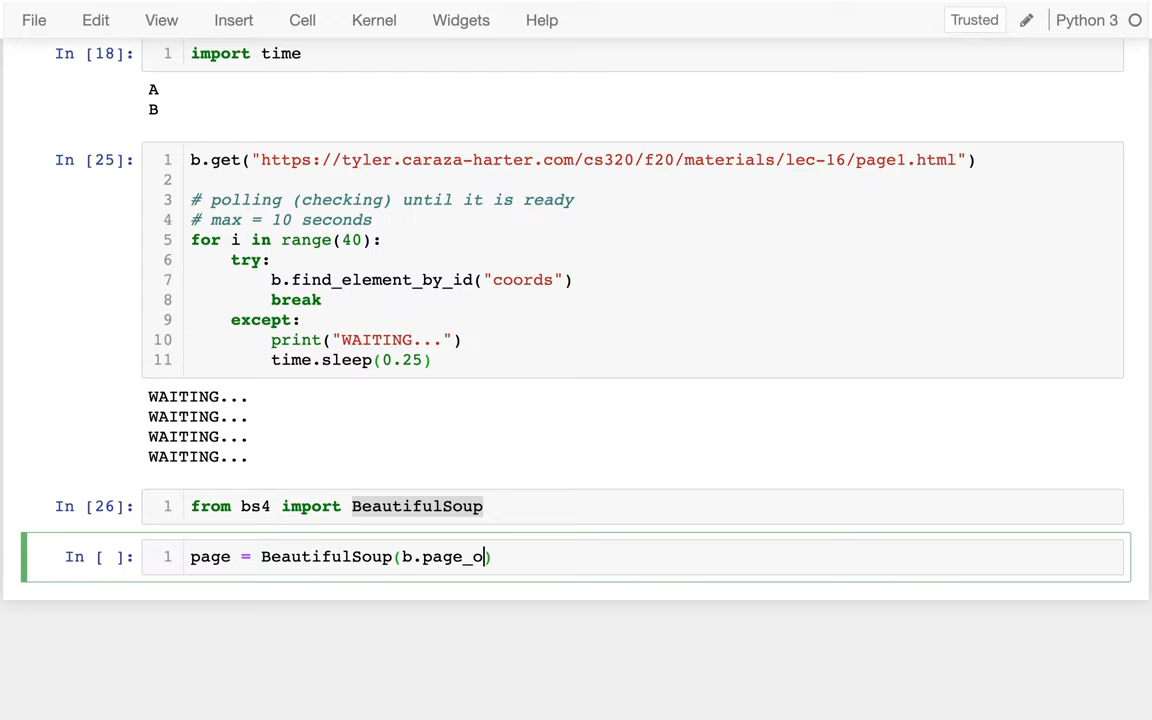 File Edit View Insert Cell Kernel Widgets Help Trusted Python 3
In [18]: 1 import time
A
B
In [25]: 1 b.get("https://tyler.caraza-harter.com/cs320/f20/materials/lec-16/page1.html")
2
3 # polling (checking) until it is ready
4 # max = 10 seconds
5 for i in range(40):
6 try:
7 b.find_element_by_id("coords")
8 break
9 except:
10 print("WAITING...")
11 time.sleep(0.25)
WAITING...
WAITING...
WAITING...
WAITING...
In [26]: 1 from bs4 import BeautifulSoup
In [ ]: 1 page = BeautifulSoup(b.page_o)